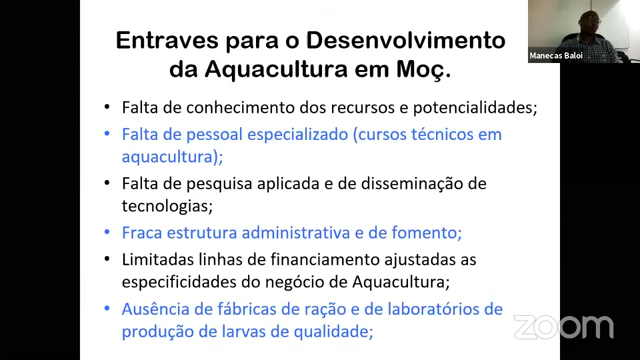 Entraves para o Desenvolvimento
da Aquacultura em Moç.
• Falta de conhecimento dos recursos e potencialidades;
• Falta de pessoal especializado (cursos técnicos em
aquacultura);
• Falta de pesquisa aplicada e de disseminação de
tecnologias;
• Fraca estrutura administrativa e de fomento;
• Limitadas linhas de financiamento ajustadas as
especificidades do negócio de Aquacultura;
• Ausência de fábricas de ração e de laboratórios de
produção de larvas de qualidade;
Manecas Baloi
zoom